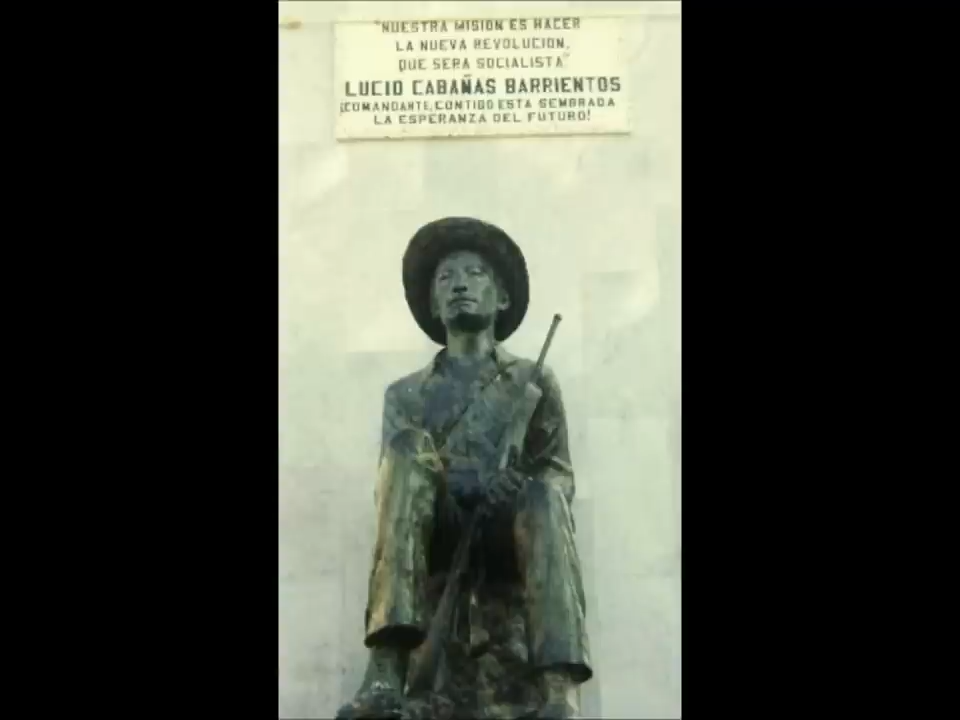 "NUESTRA MISION ES HACER
LA NUEVA REVOLUCION,
QUE SERA SOCIALISTA"
LUCIO CABAÑAS BARRIENTOS
¡COMANDANTE, CONTIGO ESTA SEMBRADA
LA ESPERANZA DEL FUTURO!